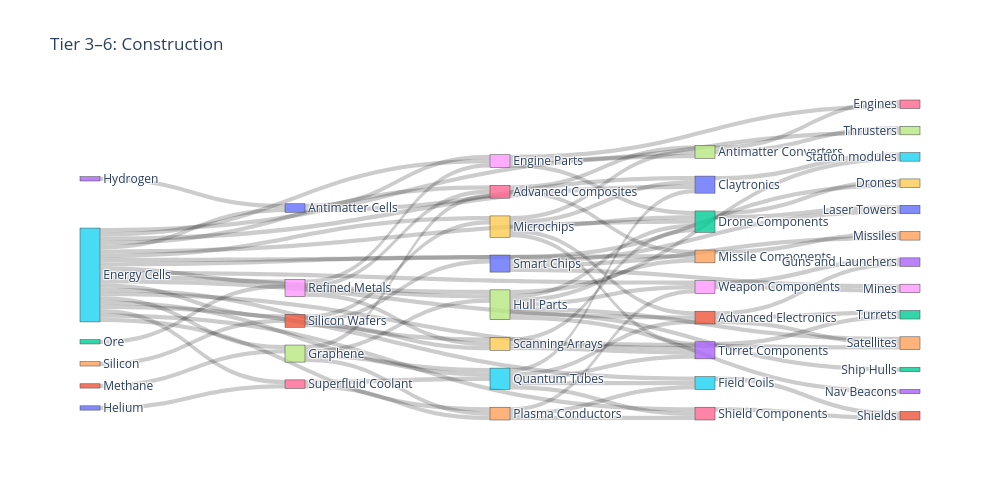 Tier 3–6: Construction
Hydrogen
Energy Cells
Ore
Silicon
Methane
Helium
Antimatter Cells
Refined Metals
Silicon Wafers
Graphene
Superfluid Coolant
Engine Parts
Advanced Composites
Microchips
Smart Chips
Hull Parts
Scanning Arrays
Quantum Tubes
Plasma Conductors
Antimatter Converters
Claytronics
Drone Components
Missile Components
Weapon Components
Advanced Electronics
Turret Components
Field Coils
Shield Components
Engines
Thrusters
Station modules
Drones
Laser Towers
Missiles
Guns and Launchers
Mines
Turrets
Satellites
Ship Hulls
Nav Beacons
Shields